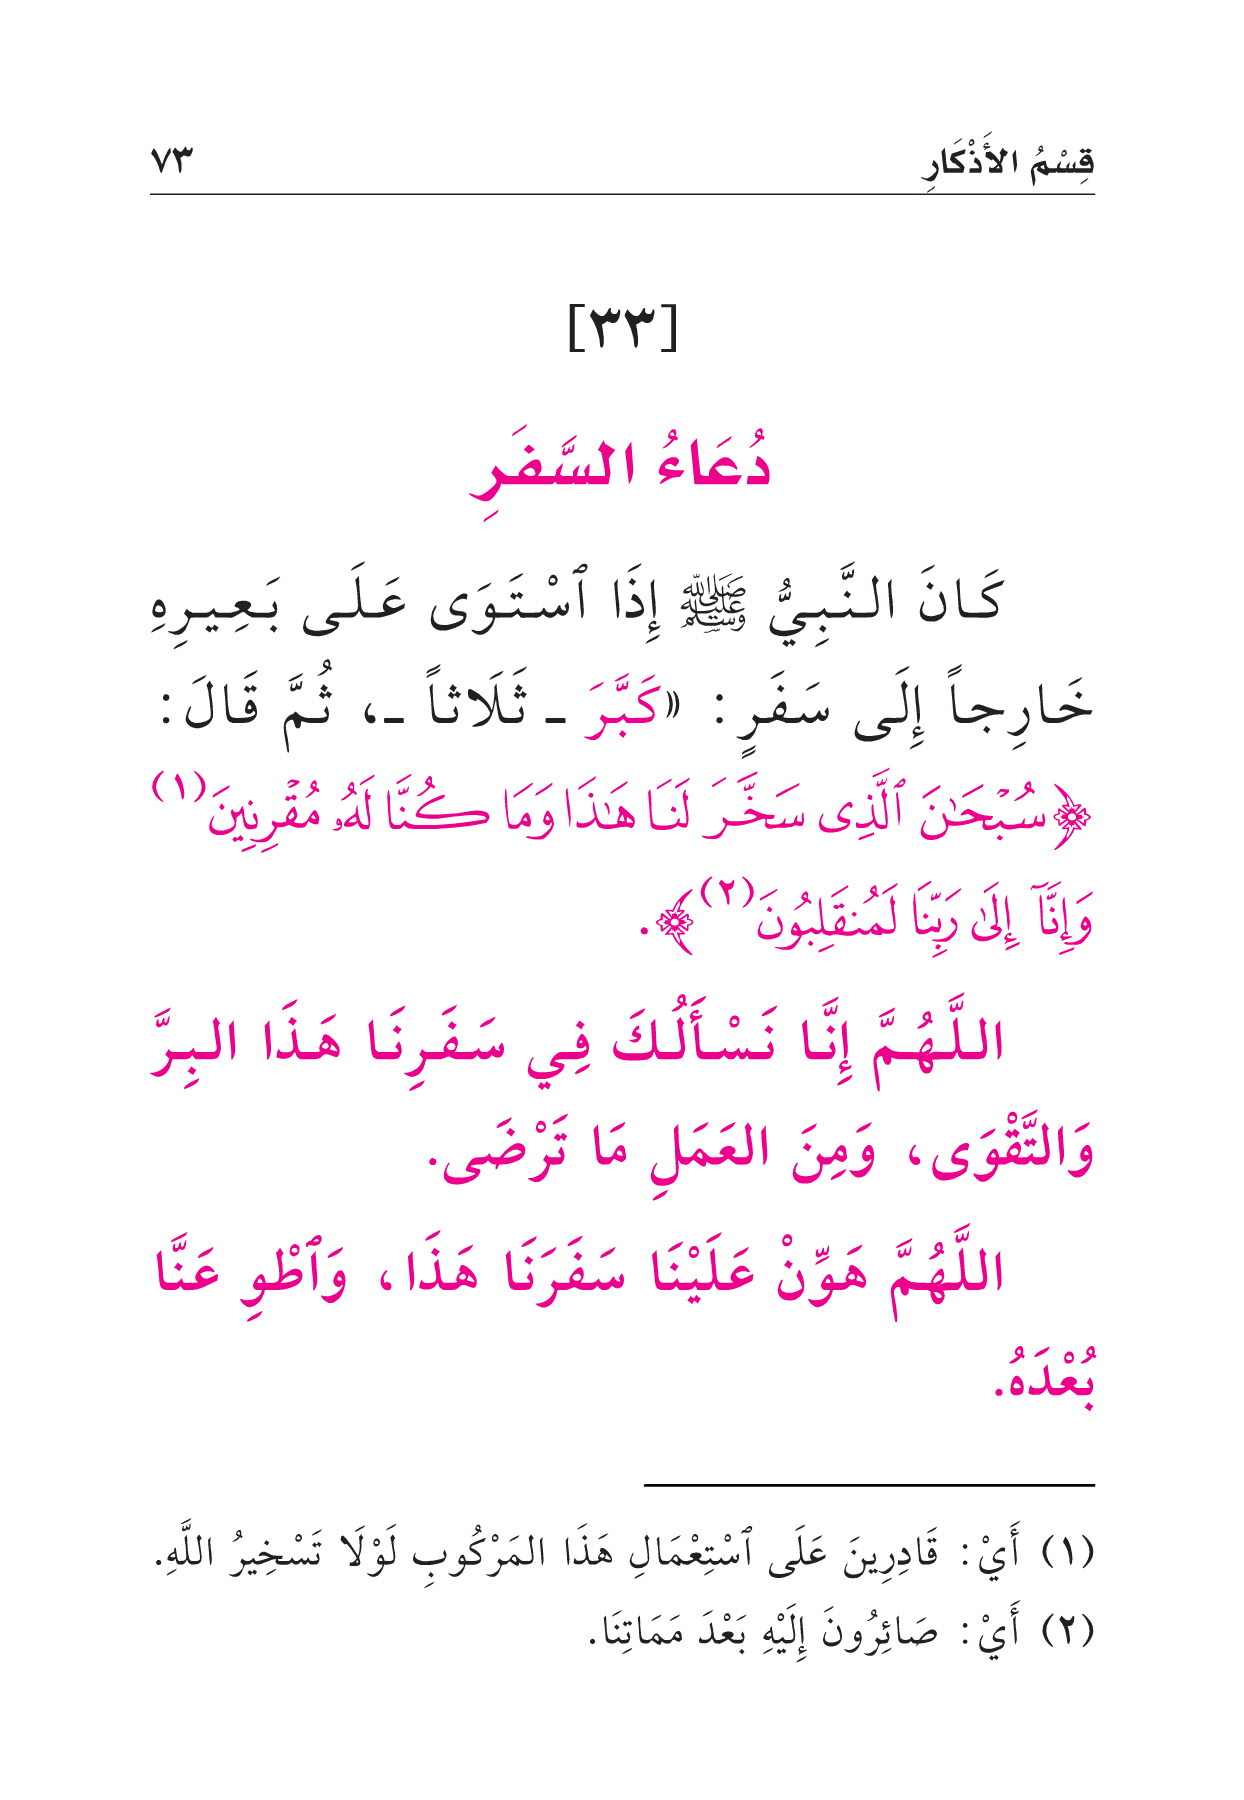 قِسْمُ الأَذْكَارِ ٧٣
[٣٣]
دُعَاءُ السَّفَرِ
كَانَ النَّبِيُّ ﷺ إِذَا ٱسْتَوَى عَلَى بَعِيرِهِ
خَارِجاً إِلَى سَفَرٍ: «كَبَّرَ ـ ثَلَاثاً ـ، ثُمَّ قَالَ:
﴿سُبْحَٰنَ ٱلَّذِى سَخَّرَ لَنَا هَٰذَا وَمَا كُنَّا لَهُۥ مُقْرِنِينَ(١)
وَإِنَّآ إِلَىٰ رَبِّنَا لَمُنقَلِبُونَ(٢)﴾.
اللَّهُمَّ إِنَّا نَسْأَلُكَ فِي سَفَرِنَا هَذَا البِرَّ
وَالتَّقْوَى، وَمِنَ العَمَلِ مَا تَرْضَى.
اللَّهُمَّ هَوِّنْ عَلَيْنَا سَفَرَنَا هَذَا، وَٱطْوِ عَنَّا
بُعْدَهُ.
(١) أَيْ: قَادِرِينَ عَلَى ٱسْتِعْمَالِ هَذَا المَرْكُوبِ لَوْلَا تَسْخِيرُ اللَّهِ.
(٢) أَيْ: صَائِرُونَ إِلَيْهِ بَعْدَ مَمَاتِنَا.